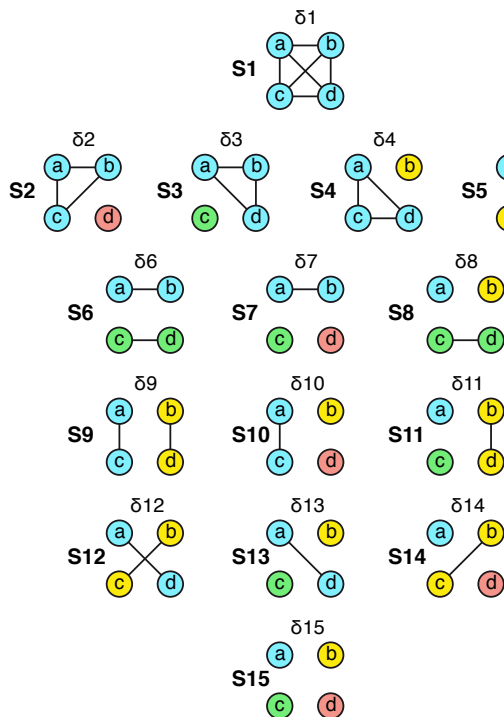 δ1
a b
S1
c d
δ2 δ3 δ4
a b a b a b
S2 S3 S4 S5
c d c d c d
δ6 δ7 δ8
a b a b a b
S6 S7 S8
c d c d c d
δ9 δ10 δ11
a b a b a b
S9 S10 S11
c d c d c d
δ12 δ13 δ14
a b a b a b
S12 S13 S14
c d c d c d
δ15
a b
S15
c d